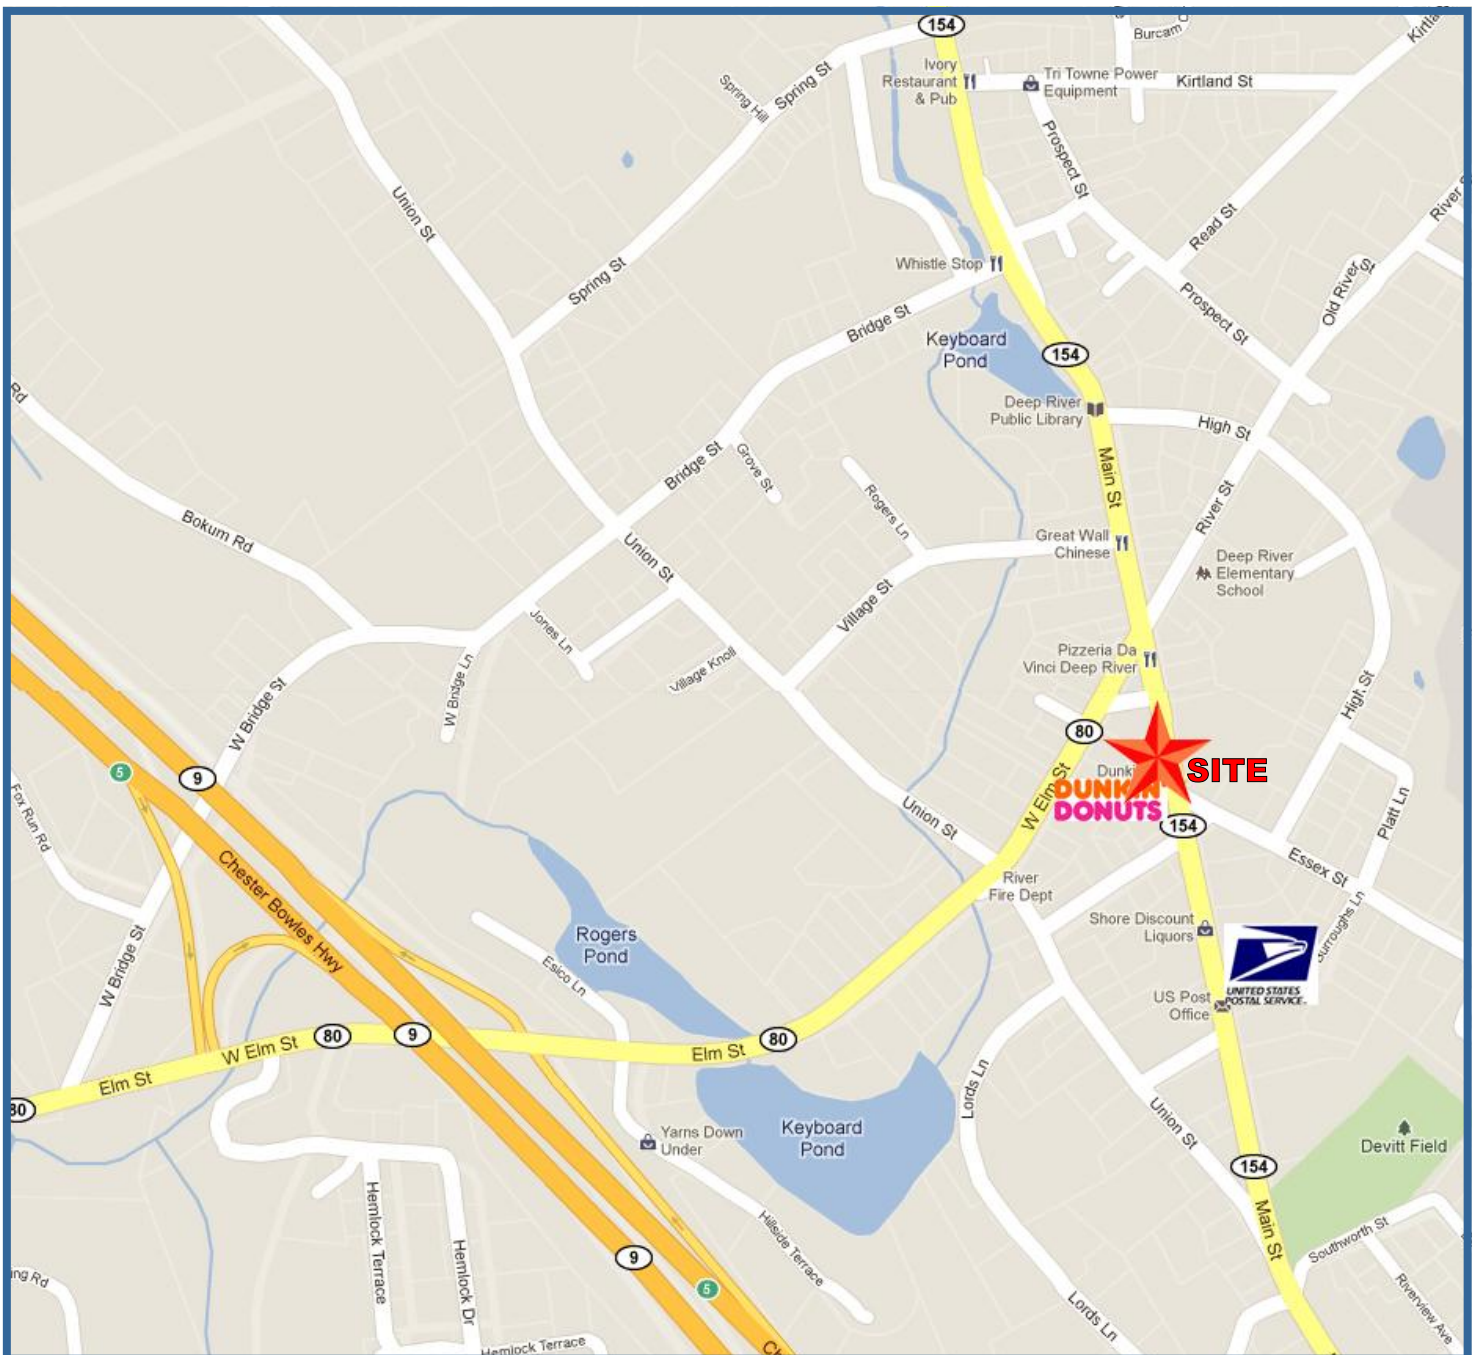 154
Burcam
Ivory
Restaurant
& Pub
Tri Towne Power
Equipment
Kirtland St
Spring St
Spring Hill
Prospect St
Union St
Read St
River
Whistle Stop
Spring St
Old River St
Prospect St
Bridge St
Keyboard
Pond
154
Rd
Deep River
Public Library
High St
Bridge St
Grove St
Main St
Rogers Ln
River St
Bokum Rd
Union St
Great Wall
Chinese
Deep River
Elementary
School
Village St
Jones Ln
Village Knoll
Pizzeria Da
Vinci Deep River
W Bridge Ln
W Bridge St
High St
80
5
9
SITE
DUNKIN'
DONUTS
W Elm St
Fox Run Rd
Union St
154
Platt Ln
Chester Bowles Hwy
Essex St
River
Fire Dept
Burroughs Ln
Shore Discount
Liquors
Rogers
Pond
UNITED STATES
POSTAL SERVICE
W Bridge St
Esico Ln
US Post
Office
W Elm St
80
9
Elm St
80
Elm St
80
Lords Ln
Union St
Keyboard
Pond
Yarns Down
Under
Devitt Field
154
Hemlock Terrace
Hemlock Dr
Hillside Terrace
Main St
Southworth St
9
5
Riverview Ave
Lords Ln
Hemlock Terrace